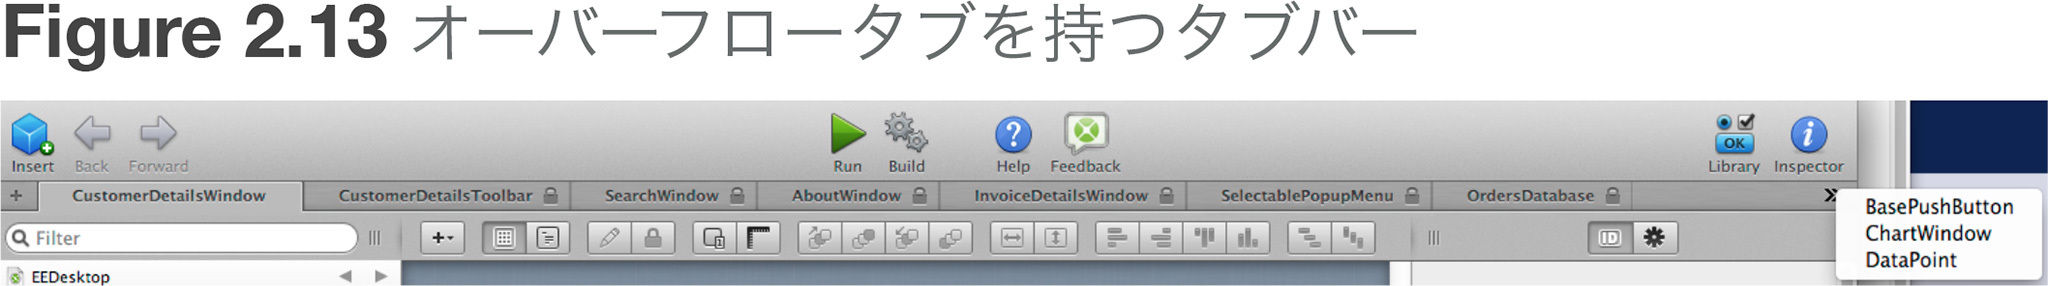 Figure 2.13 オーバーフロータブを持つタブバー
Insert Back Forward Run Build Help Feedback OK Library Inspector
+ CustomerDetailsWindow CustomerDetailsToolbar SearchWindow AboutWindow InvoiceDetailsWindow SelectablePopupMenu OrdersDatabase »
BasePushButton
Filter ID
ChartWindow
EEDesktop
DataPoint